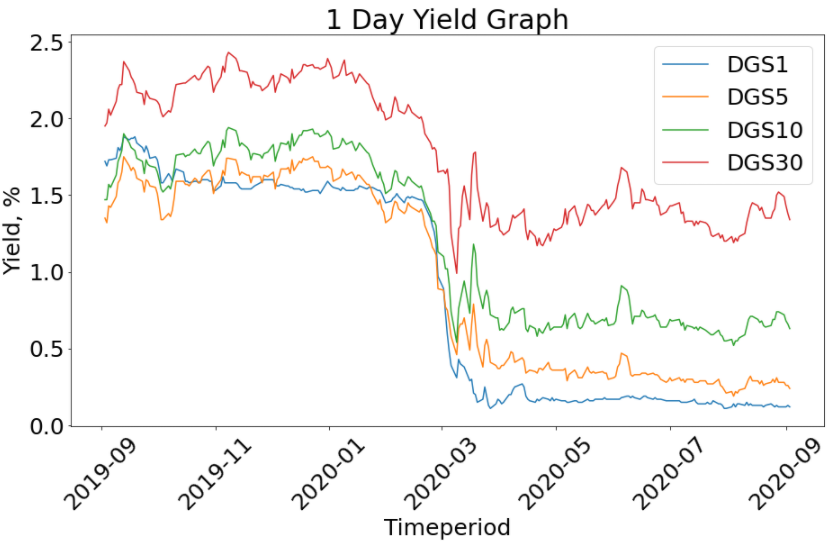 1 Day Yield Graph
Yield, %
2.5
2.0
1.5
1.0
0.5
0.0
DGS1
DGS5
DGS10
DGS30
2019-09
2019-11
2020-01
2020-03
2020-05
2020-07
2020-09
Timeperiod